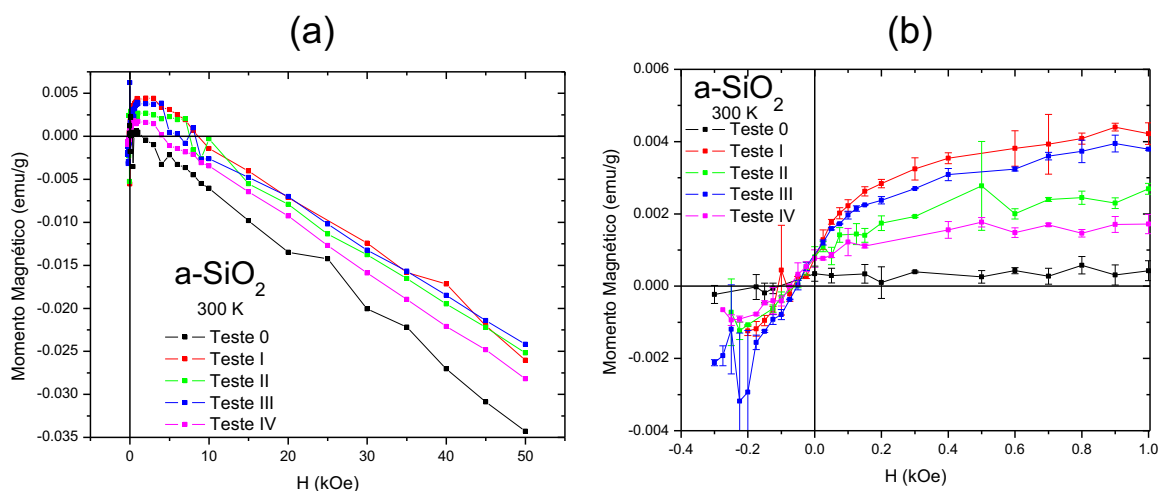 (a)
0.005
0.000
-0.005
-0.010
-0.015
-0.020
-0.025
-0.030
-0.035
Momento Magnético (emu/g)
a-SiO2
300 K
Teste 0
Teste I
Teste II
Teste III
Teste IV
0 10 20 30 40 50
H (kOe)
(b)
0.006
0.004
0.002
0.000
-0.002
-0.004
Momento Magnético (emu/g)
a-SiO2
300 K
Teste 0
Teste I
Teste II
Teste III
Teste IV
-0.4 -0.2 0.0 0.2 0.4 0.6 0.8 1.0
H (kOe)